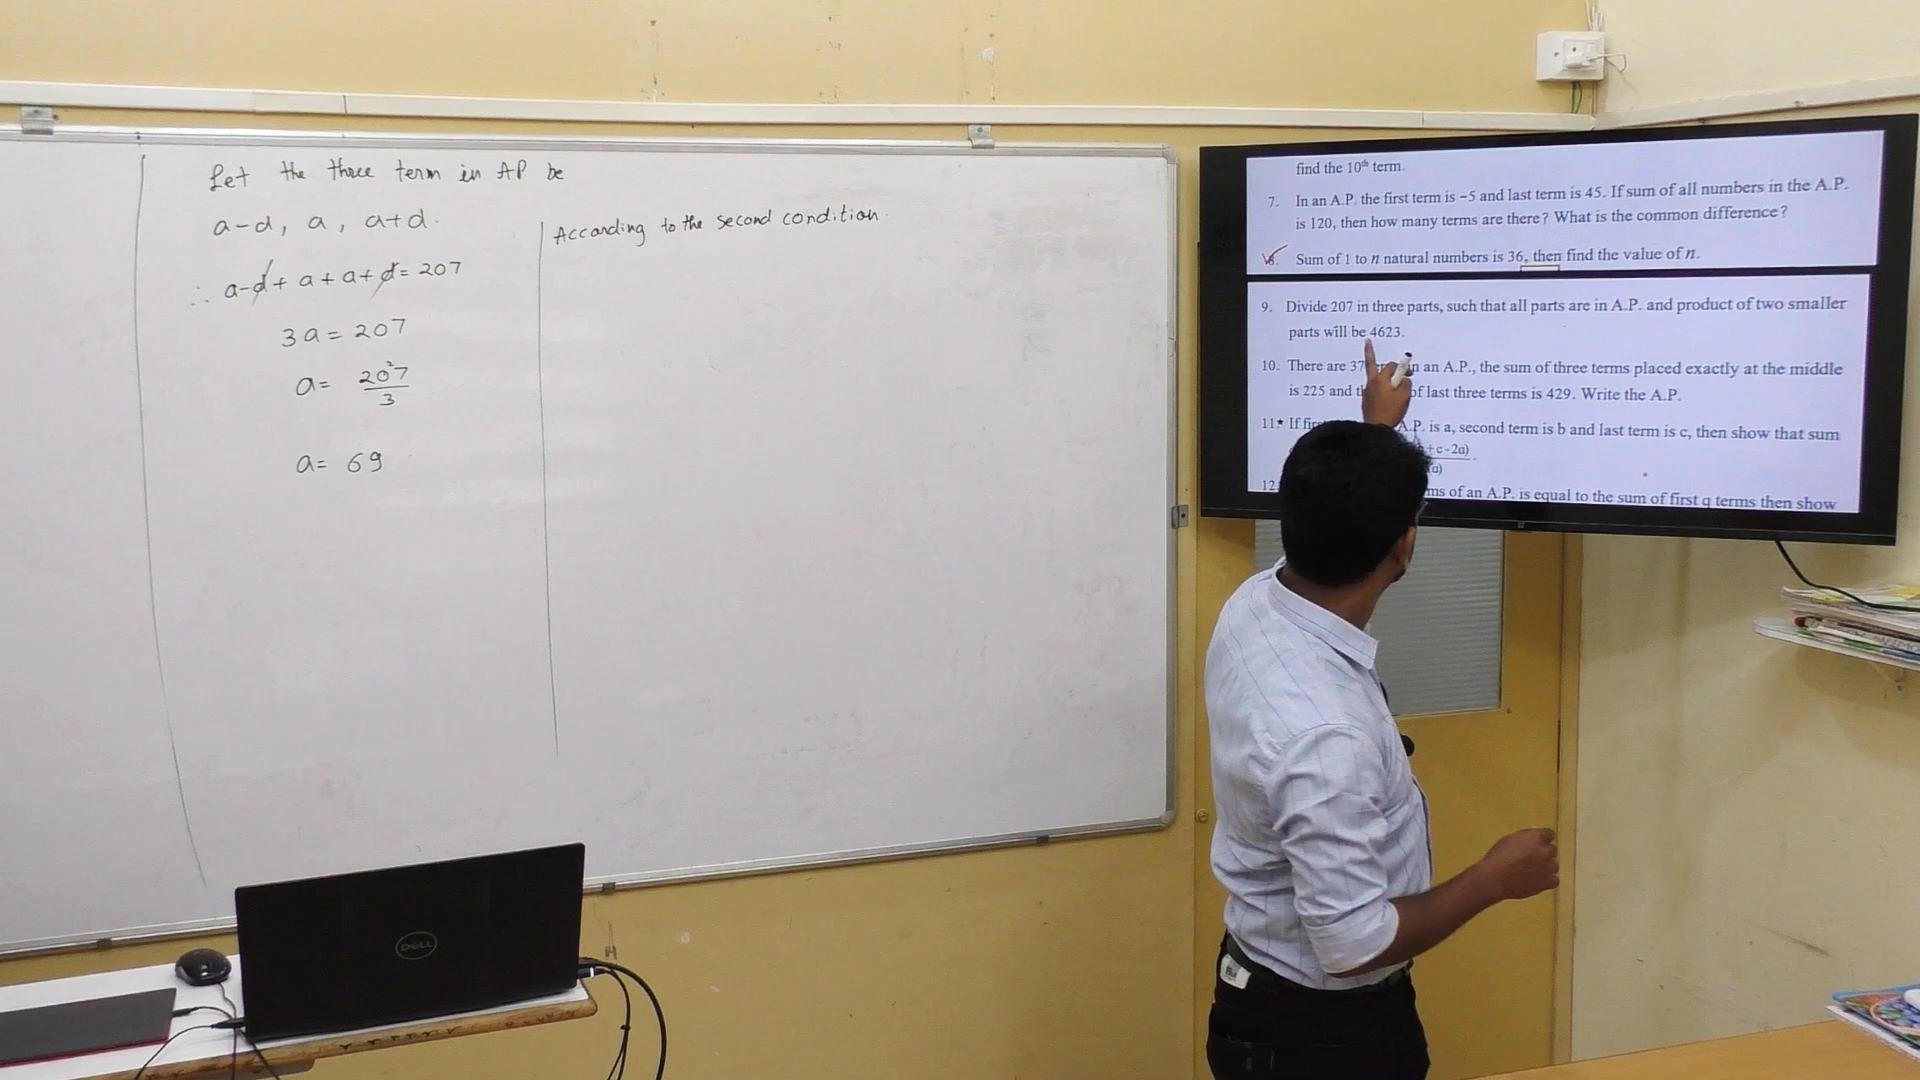 Let the three term in AP be
a-d, a, a+d.
∴ a-d + a + a+d = 207
3a = 207
a= 207/3
a= 69
According to the second condition.
find the 10th term.
7. In an A.P. the first term is -5 and last term is 45. If sum of all numbers in the A.P.
is 120, then how many terms are there? What is the common difference?
8. Sum of 1 to n natural numbers is 36, then find the value of n.
9. Divide 207 in three parts, such that all parts are in A.P. and product of two smaller
parts will be 4623.
10. There are 37 in an A.P., the sum of three terms placed exactly at the middle
is 225 and of last three terms is 429. Write the A.P.
11.* If A.P. is a, second term is b and last term is c, then show that sum
+c-2a)
a)
12. of an A.P. is equal to the sum of first q terms then show
DELL